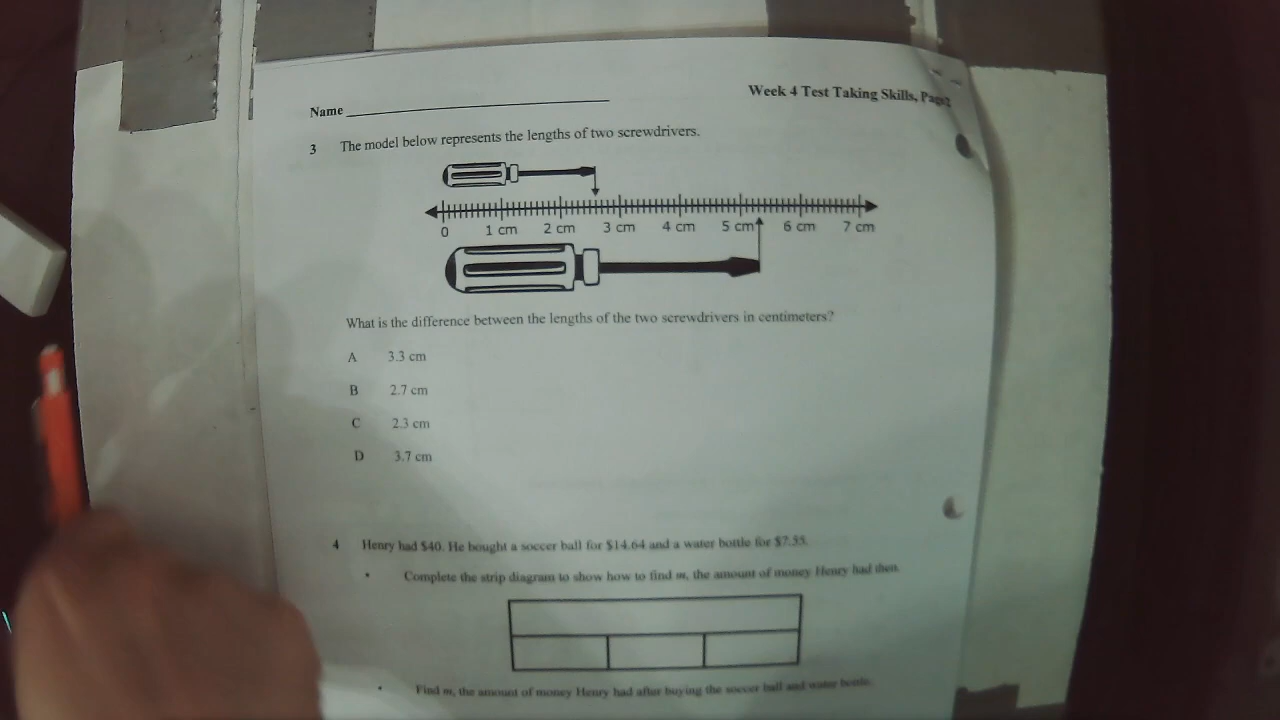 Name
Week 4 Test Taking Skills, Page
3 The model below represents the lengths of two screwdrivers.
0 1 cm 2 cm 3 cm 4 cm 5 cm 6 cm 7 cm
What is the difference between the lengths of the two screwdrivers in centimeters?
A 3.3 cm
B 2.7 cm
C 2.3 cm
D 3.7 cm
4 Henry had $40. He bought a soccer ball for $14.64 and a water bottle for $7.55.
• Complete the strip diagram to show how to find m, the amount of money Henry had then.
• Find m, the amount of money Henry had after buying the soccer ball and water bottle.